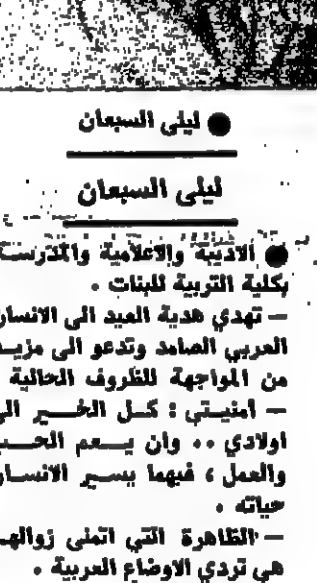 ● ليلى السبعان
ليلى السبعان
● الاديبة والاعلامية والمدرسة
بكلية التربية للبنات .
— تهدي هدية العيد الى الانسان
العربي الصامد وتدعو الى مزيد
من المواجهة للظروف الحالية
— امنيتي : كل الخير الى
اولادي .. وان يعم الحب
والعمل ، فبهما يسير الانسان
حياته .
— الظاهرة التي اتمنى زوالها
هي تردي الاوضاع العربية .